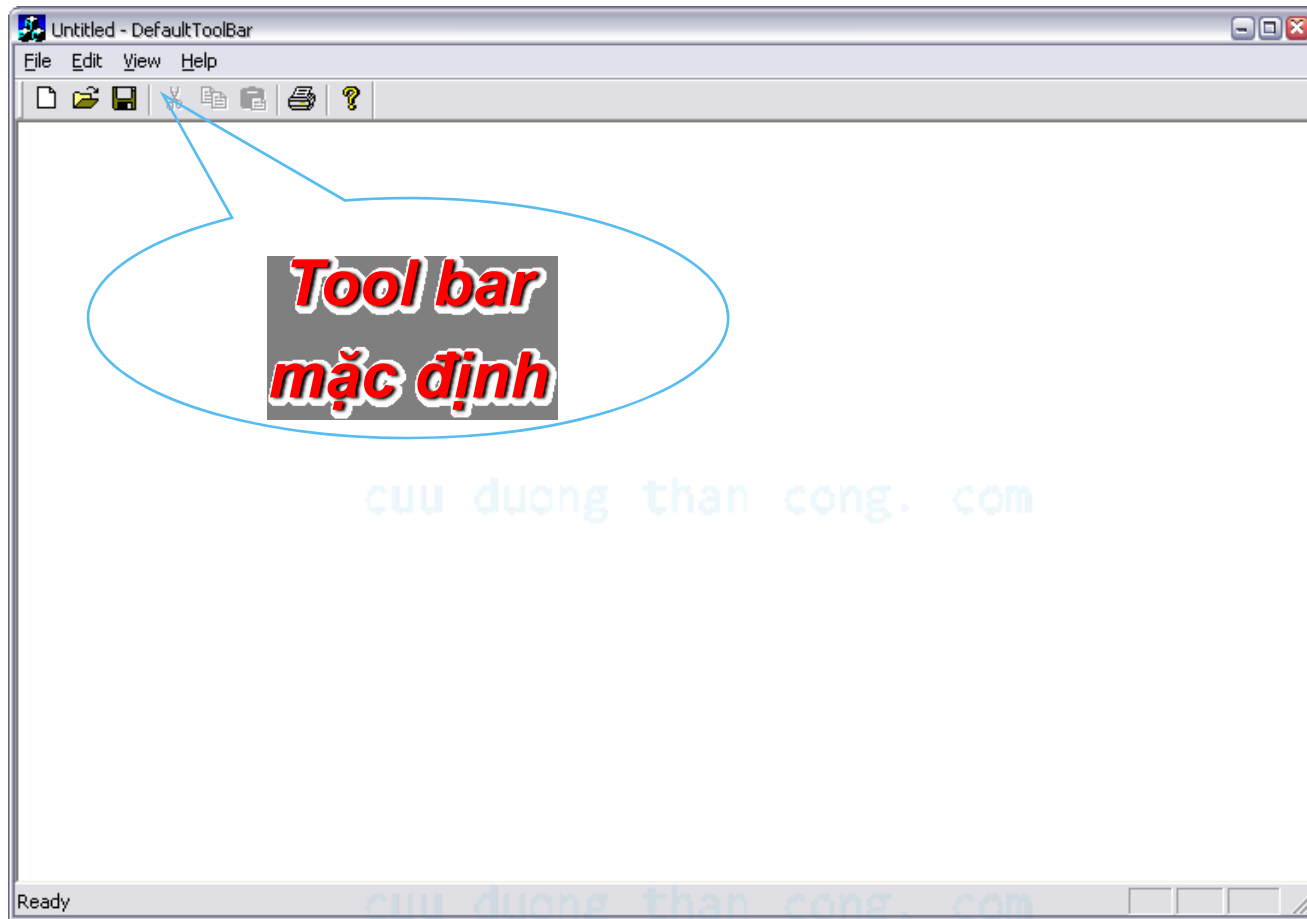 Untitled - DefaultToolBar
File Edit View Help
Tool bar
mặc định
cuu duong than cong. com
Ready
cuu duong than cong. com